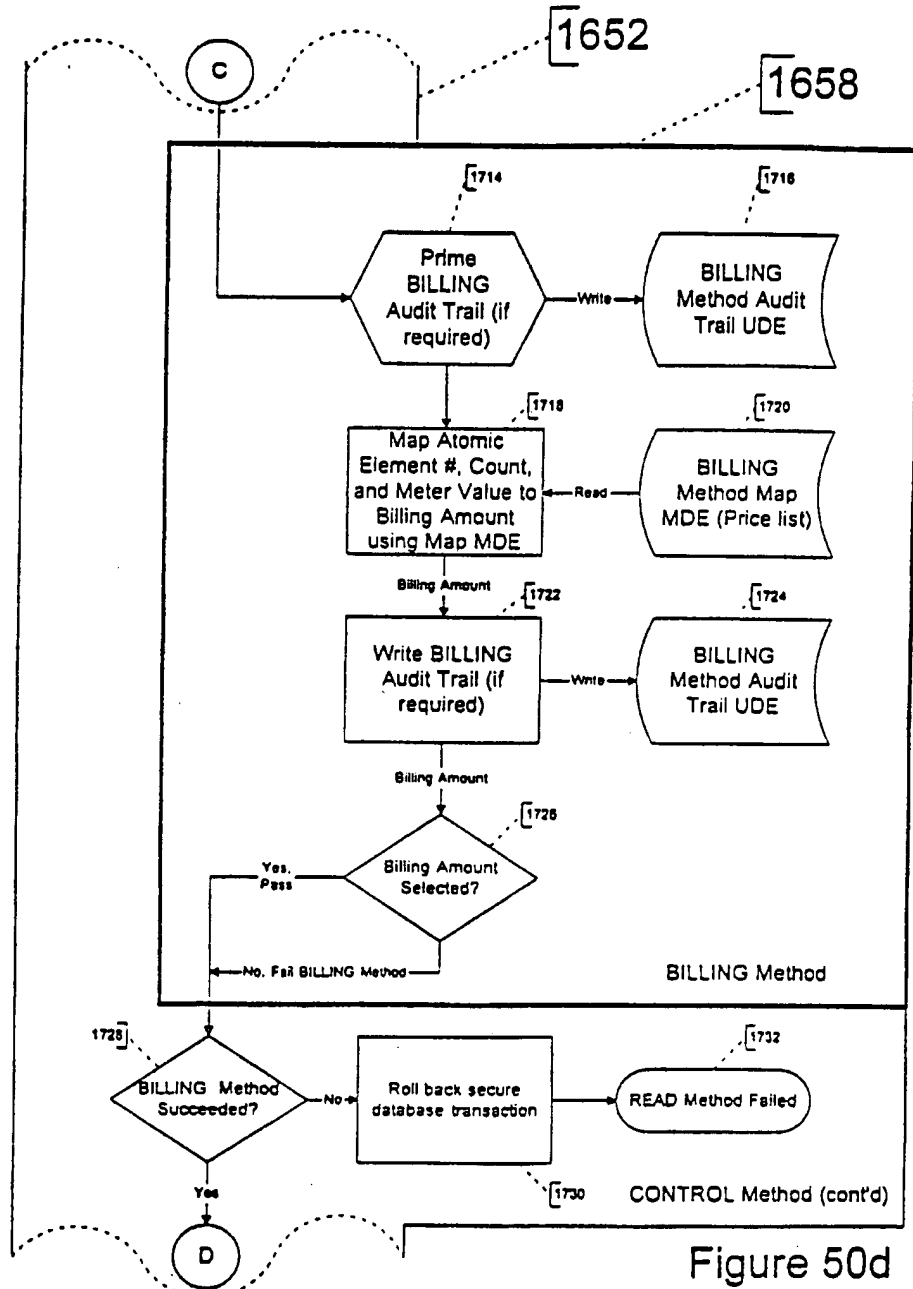 1652
C
1658
1714
1716
Prime
BILLING
Audit Trail (if
required)
Write
BILLING
Method Audit
Trail UDE
1718
1720
Map Atomic
Element #, Count,
and Meter Value to
Billing Amount
using Map MDE
Read
BILLING
Method Map
MDE (Price list)
Billing Amount
1722
1724
Write BILLING
Audit Trail (if
required)
Write
BILLING
Method Audit
Trail UDE
Billing Amount
1726
Yes,
Pass
Billing Amount
Selected?
No, Fail BILLING Method
BILLING Method
1728
1732
BILLING Method
Succeeded?
No
Roll back secure
database transaction
READ Method Failed
Yes
1730
CONTROL Method (cont'd)
D
Figure 50d